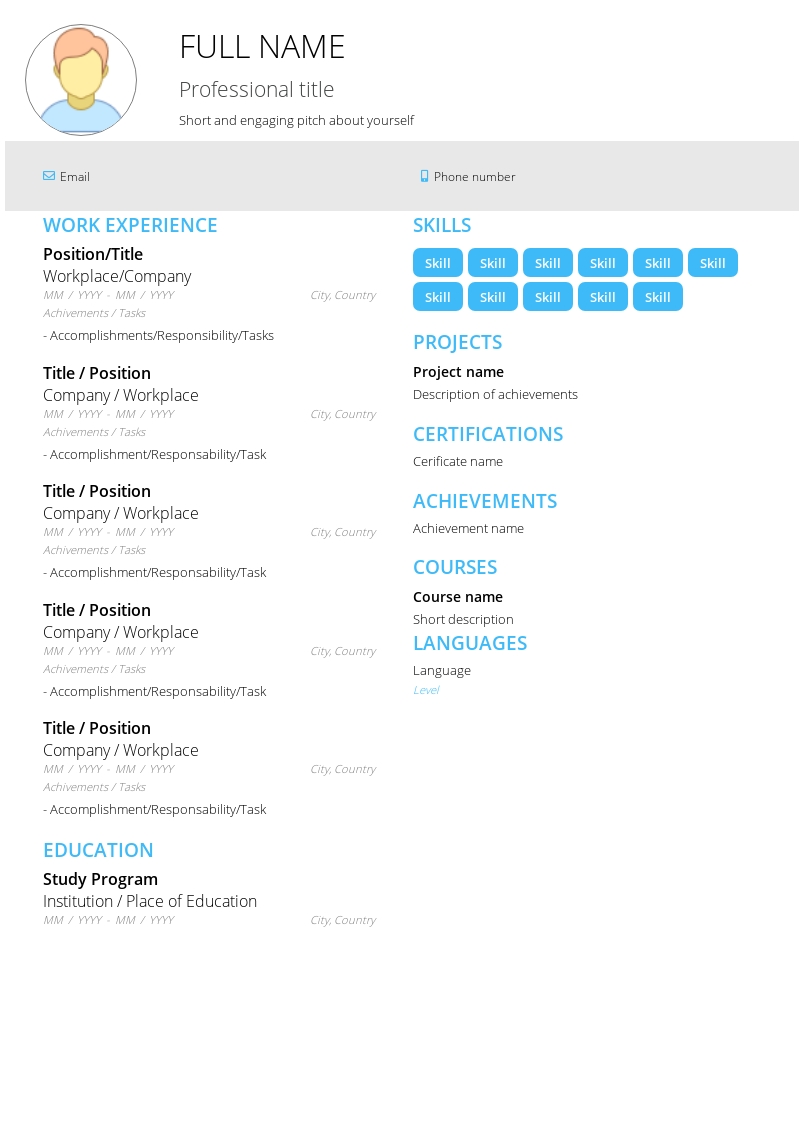 FULL NAME
Professional title
Short and engaging pitch about yourself
Email
Phone number
WORK EXPERIENCE
Position/Title
Workplace/Company
MM / YYYY - MM / YYYY City, Country
Achivements / Tasks
- Accomplishments/Responsibility/Tasks
Title / Position
Company / Workplace
MM / YYYY - MM / YYYY City, Country
Achivements / Tasks
- Accomplishment/Responsability/Task
Title / Position
Company / Workplace
MM / YYYY - MM / YYYY City, Country
Achivements / Tasks
- Accomplishment/Responsability/Task
Title / Position
Company / Workplace
MM / YYYY - MM / YYYY City, Country
Achivements / Tasks
- Accomplishment/Responsability/Task
Title / Position
Company / Workplace
MM / YYYY - MM / YYYY City, Country
Achivements / Tasks
- Accomplishment/Responsability/Task
EDUCATION
Study Program
Institution / Place of Education
MM / YYYY - MM / YYYY City, Country
SKILLS
Skill Skill Skill Skill Skill Skill
Skill Skill Skill Skill Skill
PROJECTS
Project name
Description of achievements
CERTIFICATIONS
Cerificate name
ACHIEVEMENTS
Achievement name
COURSES
Course name
Short description
LANGUAGES
Language
Level